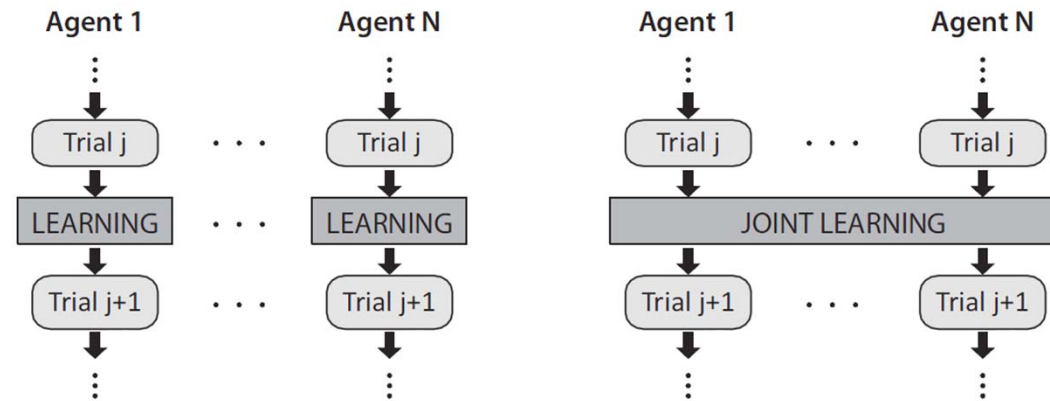 Agent 1
Agent N
Agent 1
Agent N
Trial j
. . .
Trial j
Trial j
. . .
Trial j
LEARNING
. . .
LEARNING
JOINT LEARNING
Trial j+1
. . .
Trial j+1
Trial j+1
. . .
Trial j+1